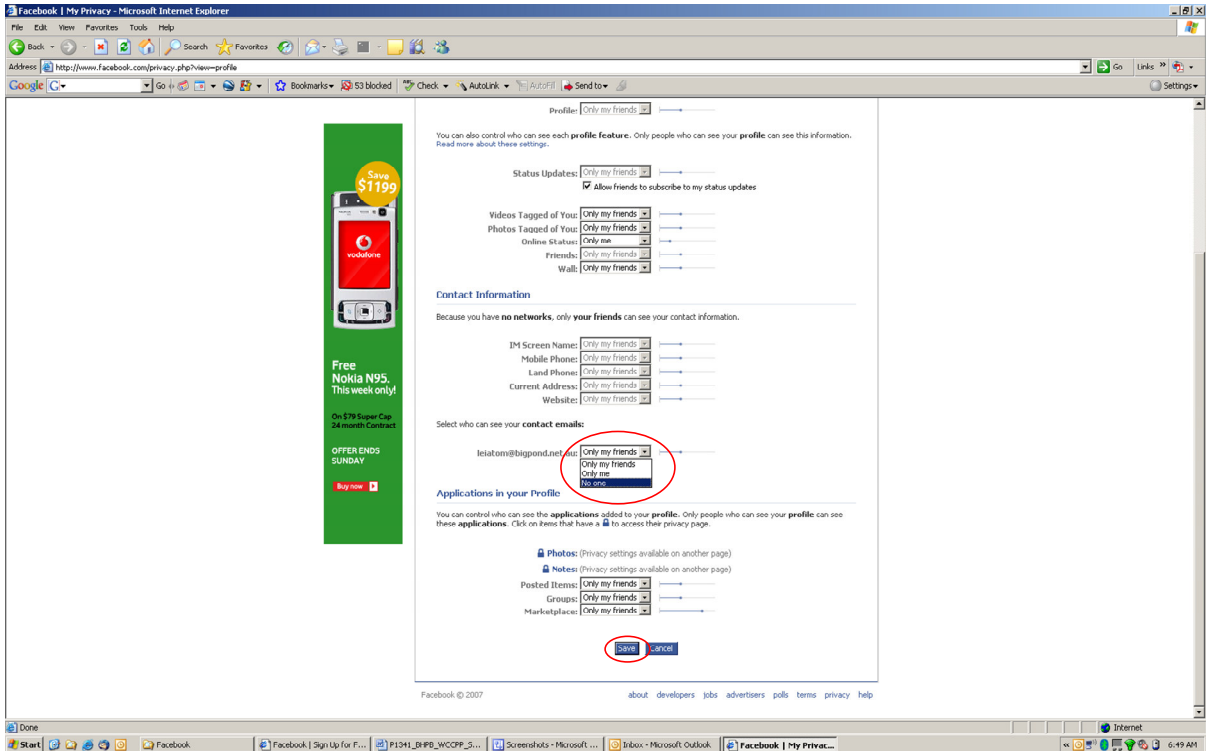 Facebook | My Privacy - Microsoft Internet Explorer
File Edit View Favorites Tools Help
Back Search Favorites
Address http://www.facebook.com/privacy.php?view=profile Go Links »
Google G Go Bookmarks 53 blocked Check AutoLink AutoFill Send to Settings
Profile: Only my friends
You can also control who can see each profile feature. Only people who can see your profile can see this information.
Read more about these settings.
Status Updates: Only my friends
Allow friends to subscribe to my status updates
Videos Tagged of You: Only my friends
Photos Tagged of You: Only my friends
Online Status: Only me
Friends: Only my friends
Wall: Only my friends
Save
$1199
vodafone
Free
Nokia N95.
This week only!
On $79 Super Cap
24 month Contract
OFFER ENDS
SUNDAY
Buy now
Contact Information
Because you have no networks, only your friends can see your contact information.
IM Screen Name: Only my friends
Mobile Phone: Only my friends
Land Phone: Only my friends
Current Address: Only my friends
Website: Only my friends
Select who can see your contact emails:
leiatom@bigpond.net.au: Only my friends
Only my friends
Only me
No one
Applications in your Profile
You can control who can see the applications added to your profile. Only people who can see your profile can see
these applications. Click on items that have a to access their privacy page.
Photos: (Privacy settings available on another page)
Notes: (Privacy settings available on another page)
Posted Items: Only my friends
Groups: Only my friends
Marketplace: Only my friends
Save Cancel
Facebook © 2007 about developers jobs advertisers polls terms privacy help
Done Internet
Start Facebook Facebook | Sign Up for F... P1341_BHPB_WCCPP_S... Screenshots - Microsoft ... Inbox - Microsoft Outlook Facebook | My Privac... « 6:49 AM